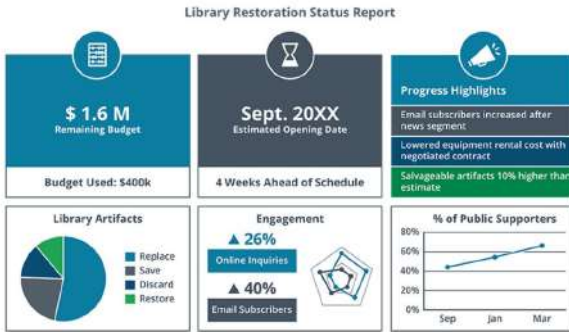 Library Restoration Status Report
$ 1.6 M
Remaining Budget
Budget Used: $400k
Sept. 20XX
Estimated Opening Date
4 Weeks Ahead of Schedule
Progress Highlights
Email subscribers increased after
news segment
Lowered equipment rental cost with
negotiated contract
Salvageable artifacts 10% higher than
estimate
Library Artifacts
Replace
Save
Discard
Restore
Engagement
▲ 26%
Online Inquiries
▲ 40%
Email Subscribers
% of Public Supporters
80%
60%
40%
20%
0%
Sep Jan Mar